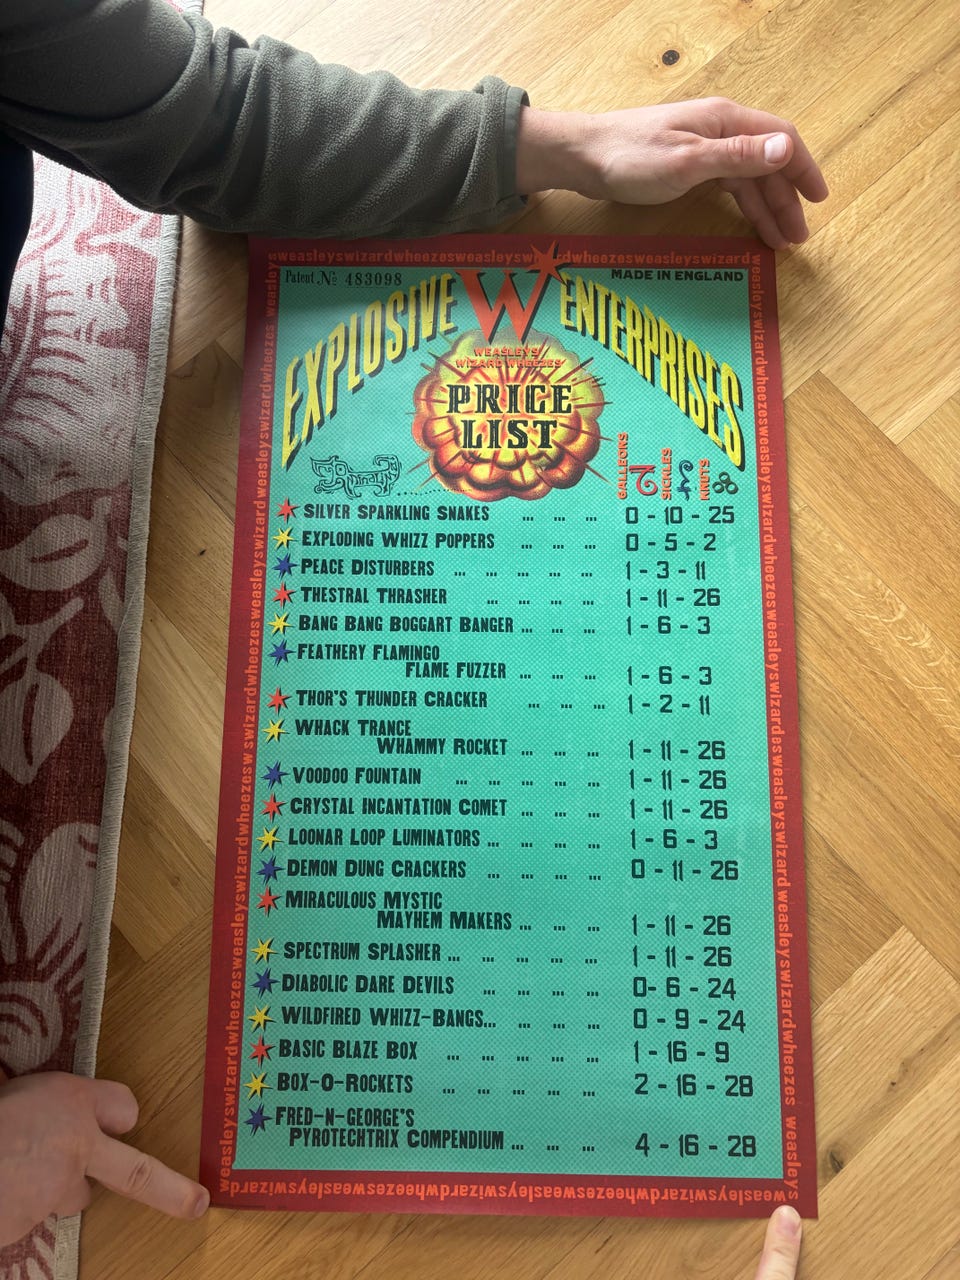 weasleyswizardwheezesweasleyswizardwheezesweasleyswizard
Patent No 483098
MADE IN ENGLAND
EXPLOSIVE W ENTERPRISES
WEASLEYS'
WIZARD WHEEZES'
PRICE
LIST
GALLEONS
SICKLES
KNUTS
SILVER SPARKLING SNAKES ... ... ... 0 - 10 - 25
EXPLODING WHIZZ POPPERS ... ... ... 0 - 5 - 2
PEACE DISTURBERS ... ... ... ... ... 1 - 3 - 11
THESTRAL THRASHER ... ... ... ... 1 - 11 - 26
BANG BANG BOGGART BANGER ... ... ... 1 - 6 - 3
FEATHERY FLAMINGO
FLAME FUZZER ... ... ... 1 - 6 - 3
THOR'S THUNDER CRACKER ... ... ... 1 - 2 - 11
WHACK TRANCE
WHAMMY ROCKET ... ... ... 1 - 11 - 26
VOODOO FOUNTAIN ... ... ... ... ... 1 - 11 - 26
CRYSTAL INCANTATION COMET ... ... ... 1 - 11 - 26
LOONAR LOOP LUMINATORS ... ... ... ... 1 - 6 - 3
DEMON DUNG CRACKERS ... ... ... 0 - 11 - 26
MIRACULOUS MYSTIC
MAYHEM MAKERS ... ... ... 1 - 11 - 26
SPECTRUM SPLASHER ... ... ... ... ... 1 - 11 - 26
DIABOLIC DARE DEVILS ... ... ... ... 0- 6 - 24
WILDFIRED WHIZZ-BANGS... ... ... ... 0 - 9 - 24
BASIC BLAZE BOX ... ... ... ... ... 1 - 16 - 9
BOX-O-ROCKETS ... ... ... ... ... 2 - 16 - 28
FRED-N-GEORGE'S
PYROTECHTRIX COMPENDIUM ... ... ... 4 - 16 - 28